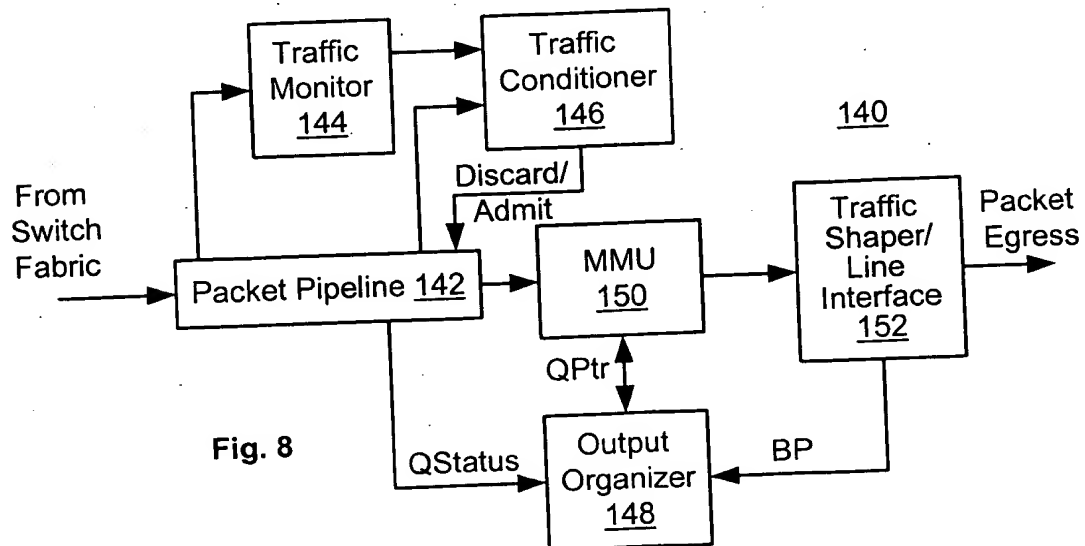 Traffic
Monitor
144
Traffic
Conditioner
146
140
From
Switch
Fabric
Discard/
Admit
Packet Pipeline 142
MMU
150
Traffic
Shaper/
Line
Interface
152
Packet
Egress
QPtr
Fig. 8
QStatus
Output
Organizer
148
BP